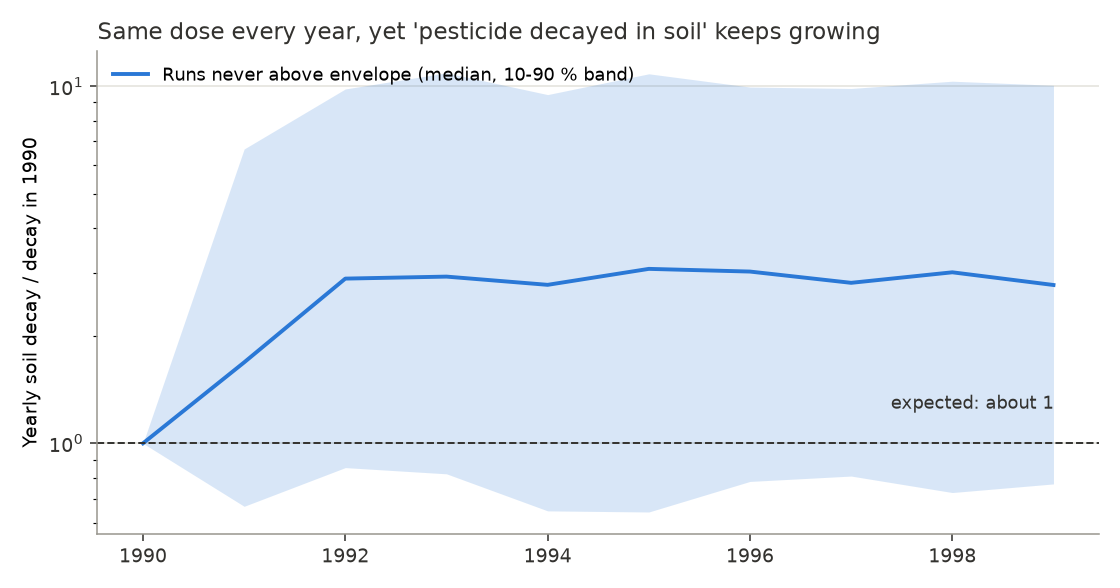 Same dose every year, yet 'pesticide decayed in soil' keeps growing
Runs never above envelope (median, 10-90 % band)
Yearly soil decay / decay in 1990
10¹
10⁰
expected: about 1
1990 1992 1994 1996 1998